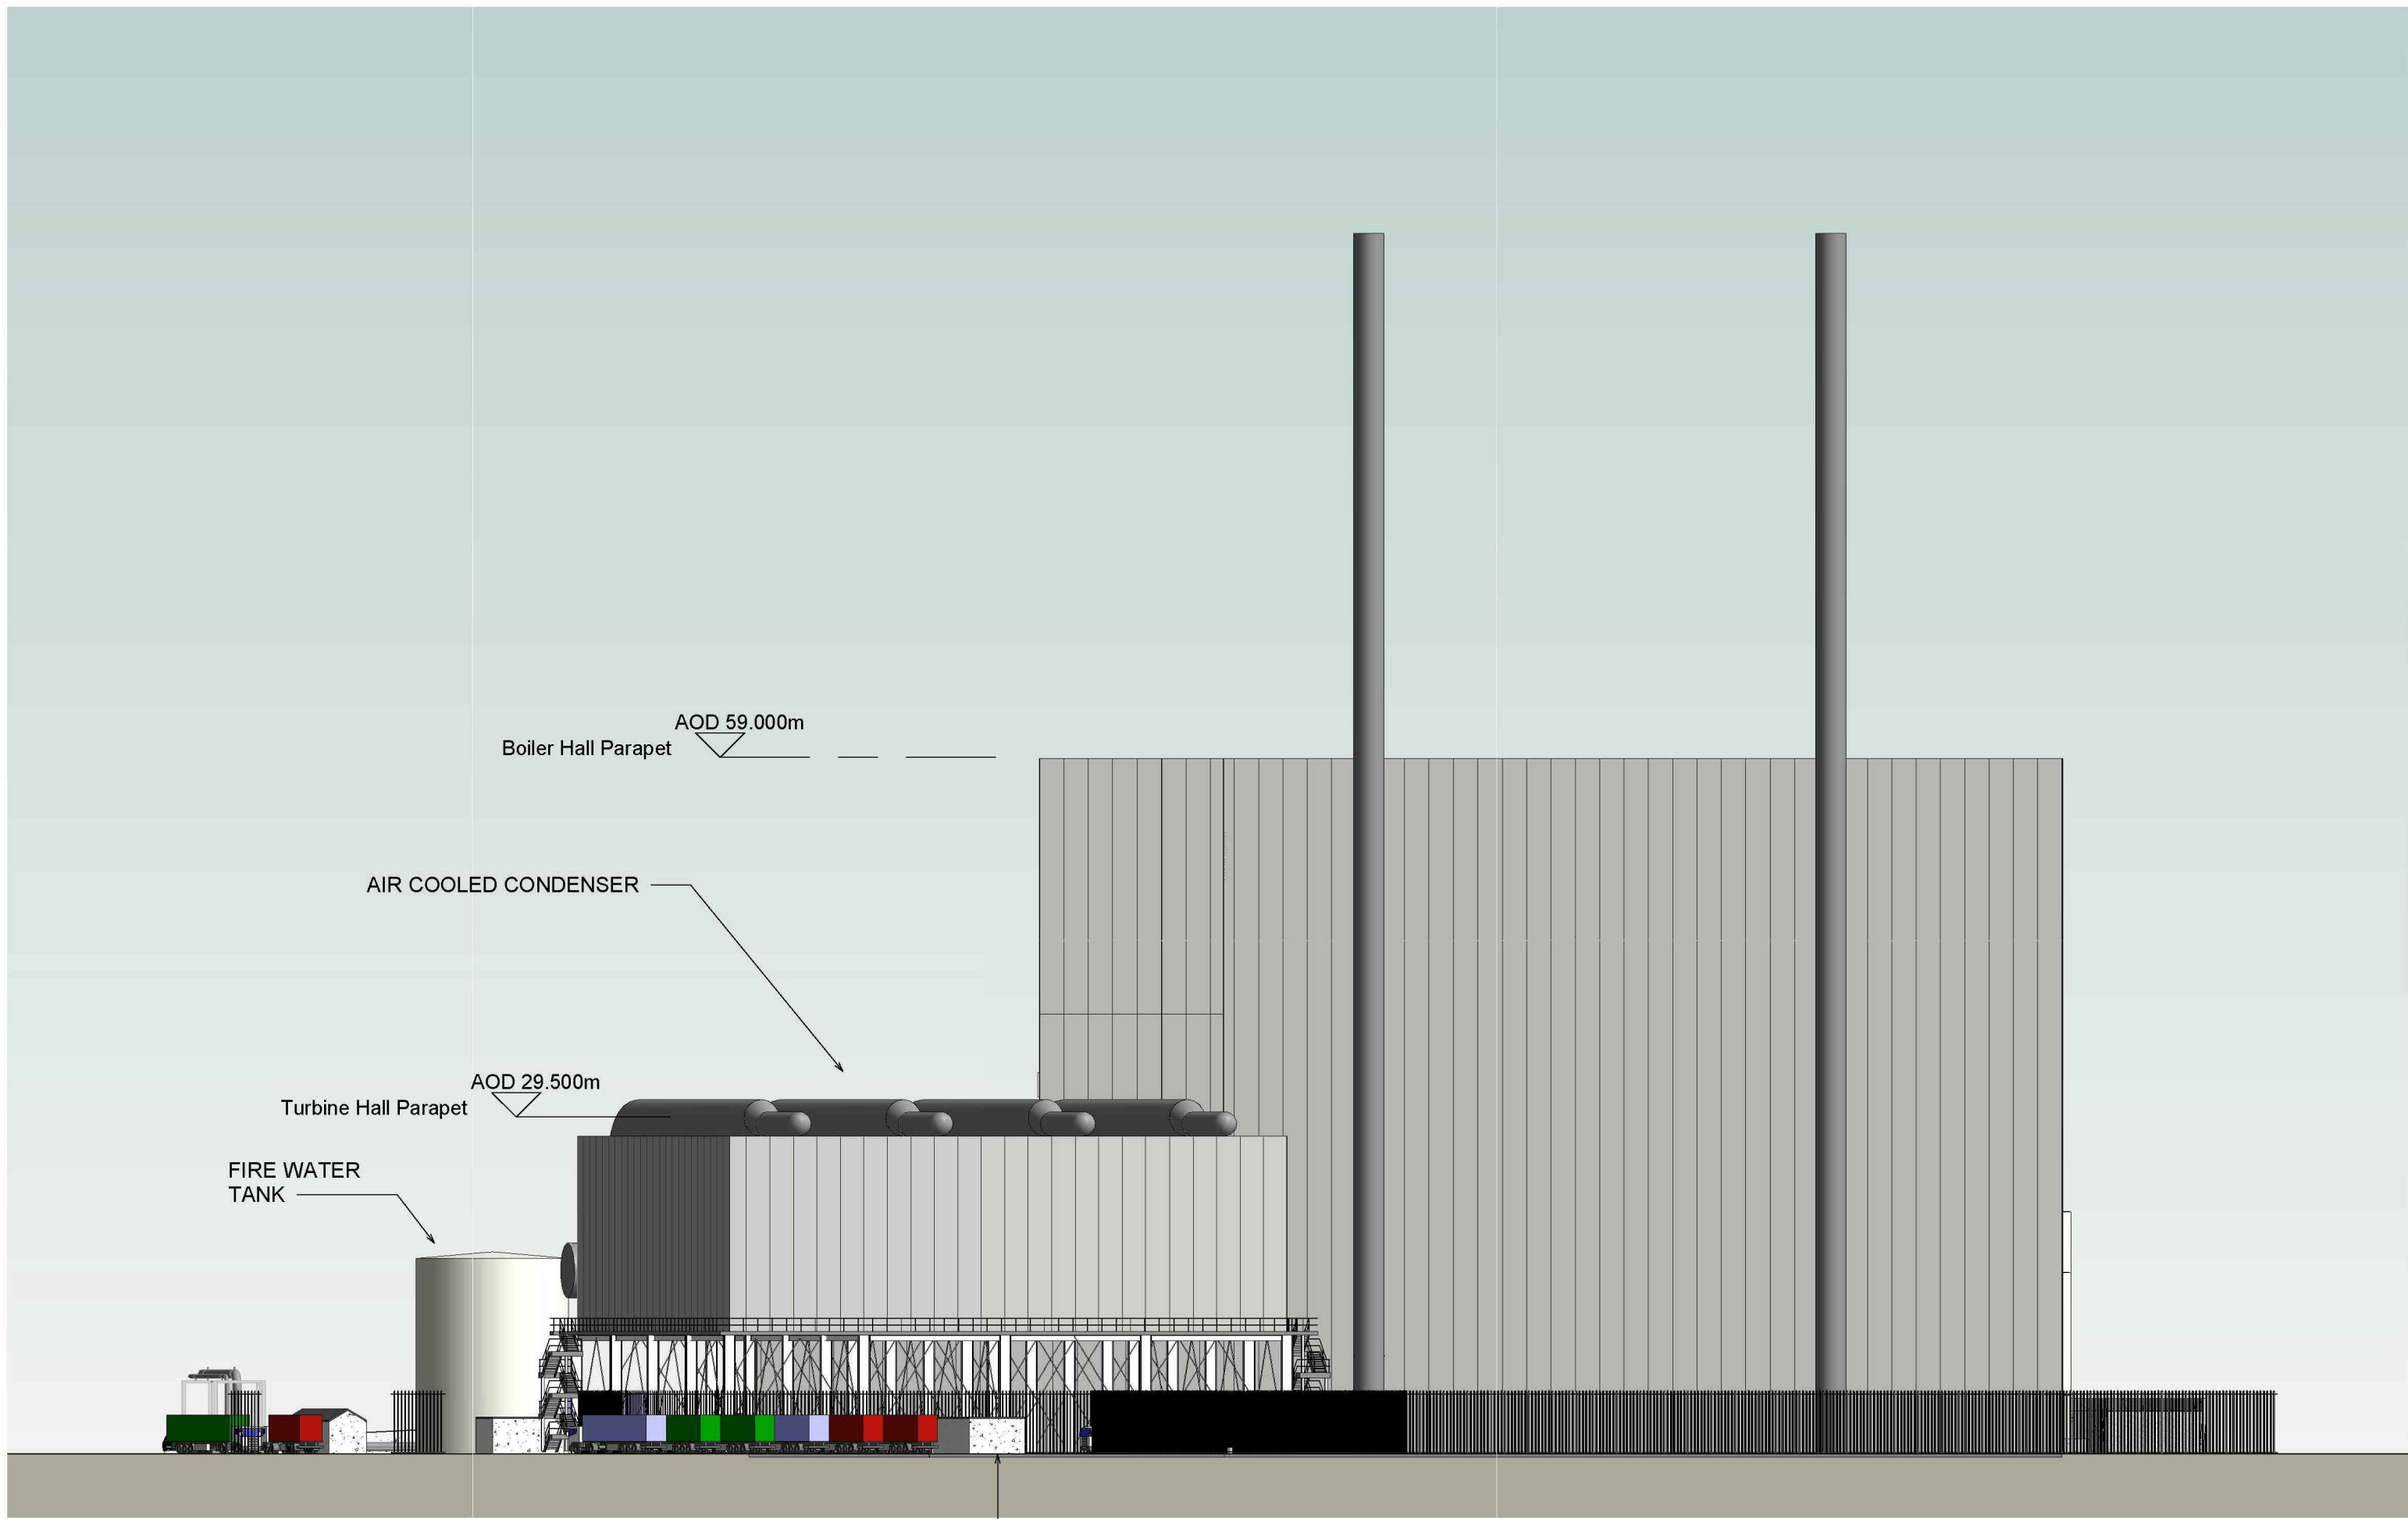 AOD 59.000m
Boiler Hall Parapet
AIR COOLED CONDENSER
AOD 29.500m
Turbine Hall Parapet
FIRE WATER
TANK